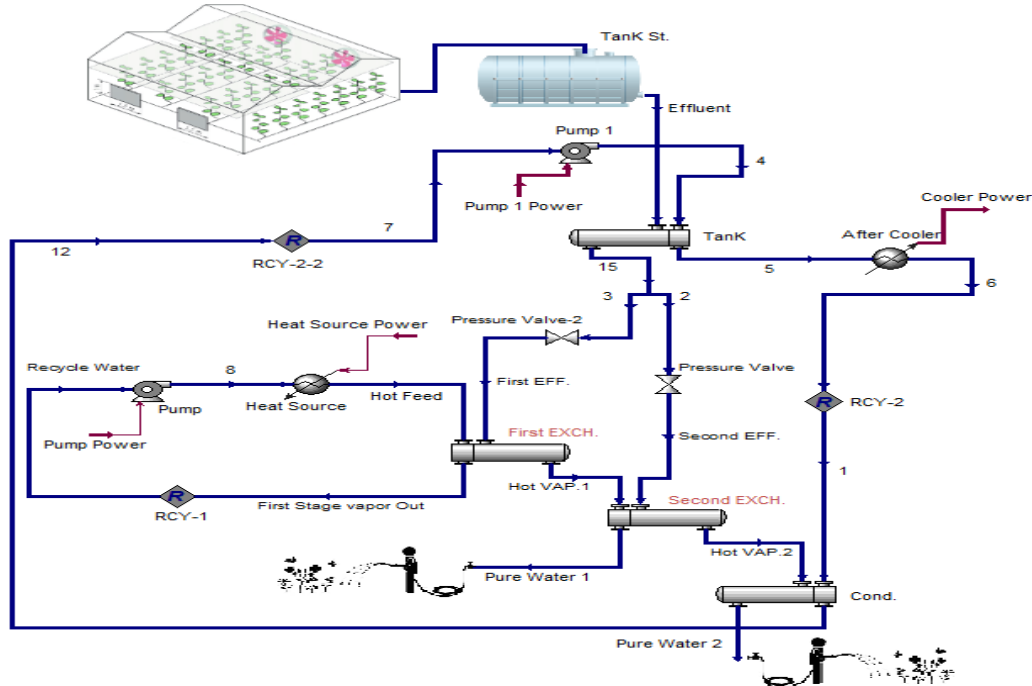 TanK St.
Effluent
Pump 1
4
Cooler Power
Pump 1 Power
7
After Cooler
12
TanK
RCY-2-2
15
5
6
3
2
Pressure Valve-2
Heat Source Power
Recycle Water
8
Pressure Valve
First EFF.
Pump
Heat Source
Hot Feed
R
RCY-2
Pump Power
First EXCH.
Second EFF.
1
Hot VAP.1
Second EXCH.
R
RCY-1
First Stage vapor Out
Hot VAP.2
Pure Water 1
Cond.
Pure Water 2
R